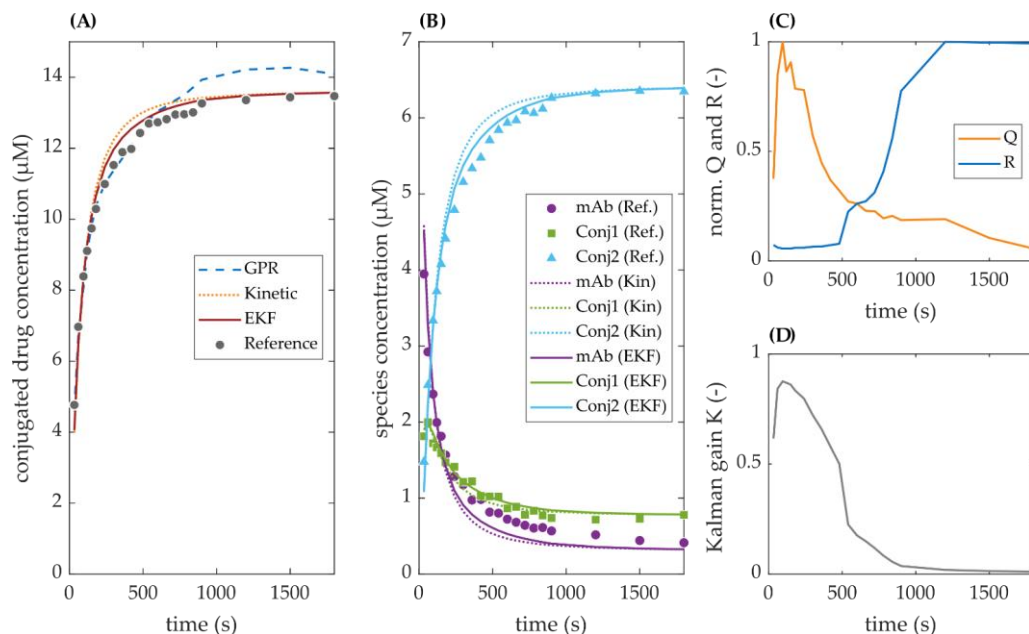 (A)
conjugated drug concentration (µM)
14
12
10
8
6
4
2
0
0
500
1000
1500
time (s)
GPR
Kinetic
EKF
Reference
(B)
species concentration (µM)
7
6
5
4
3
2
1
0
0
500
1000
1500
time (s)
mAb (Ref.)
Conj1 (Ref.)
Conj2 (Ref.)
mAb (Kin)
Conj1 (Kin)
Conj2 (Kin)
mAb (EKF)
Conj1 (EKF)
Conj2 (EKF)
(C)
norm. Q and R (-)
1
0.5
0
0
500
1000
1500
time (s)
Q
R
(D)
Kalman gain K (-)
1
0.5
0
0
500
1000
1500
time (s)